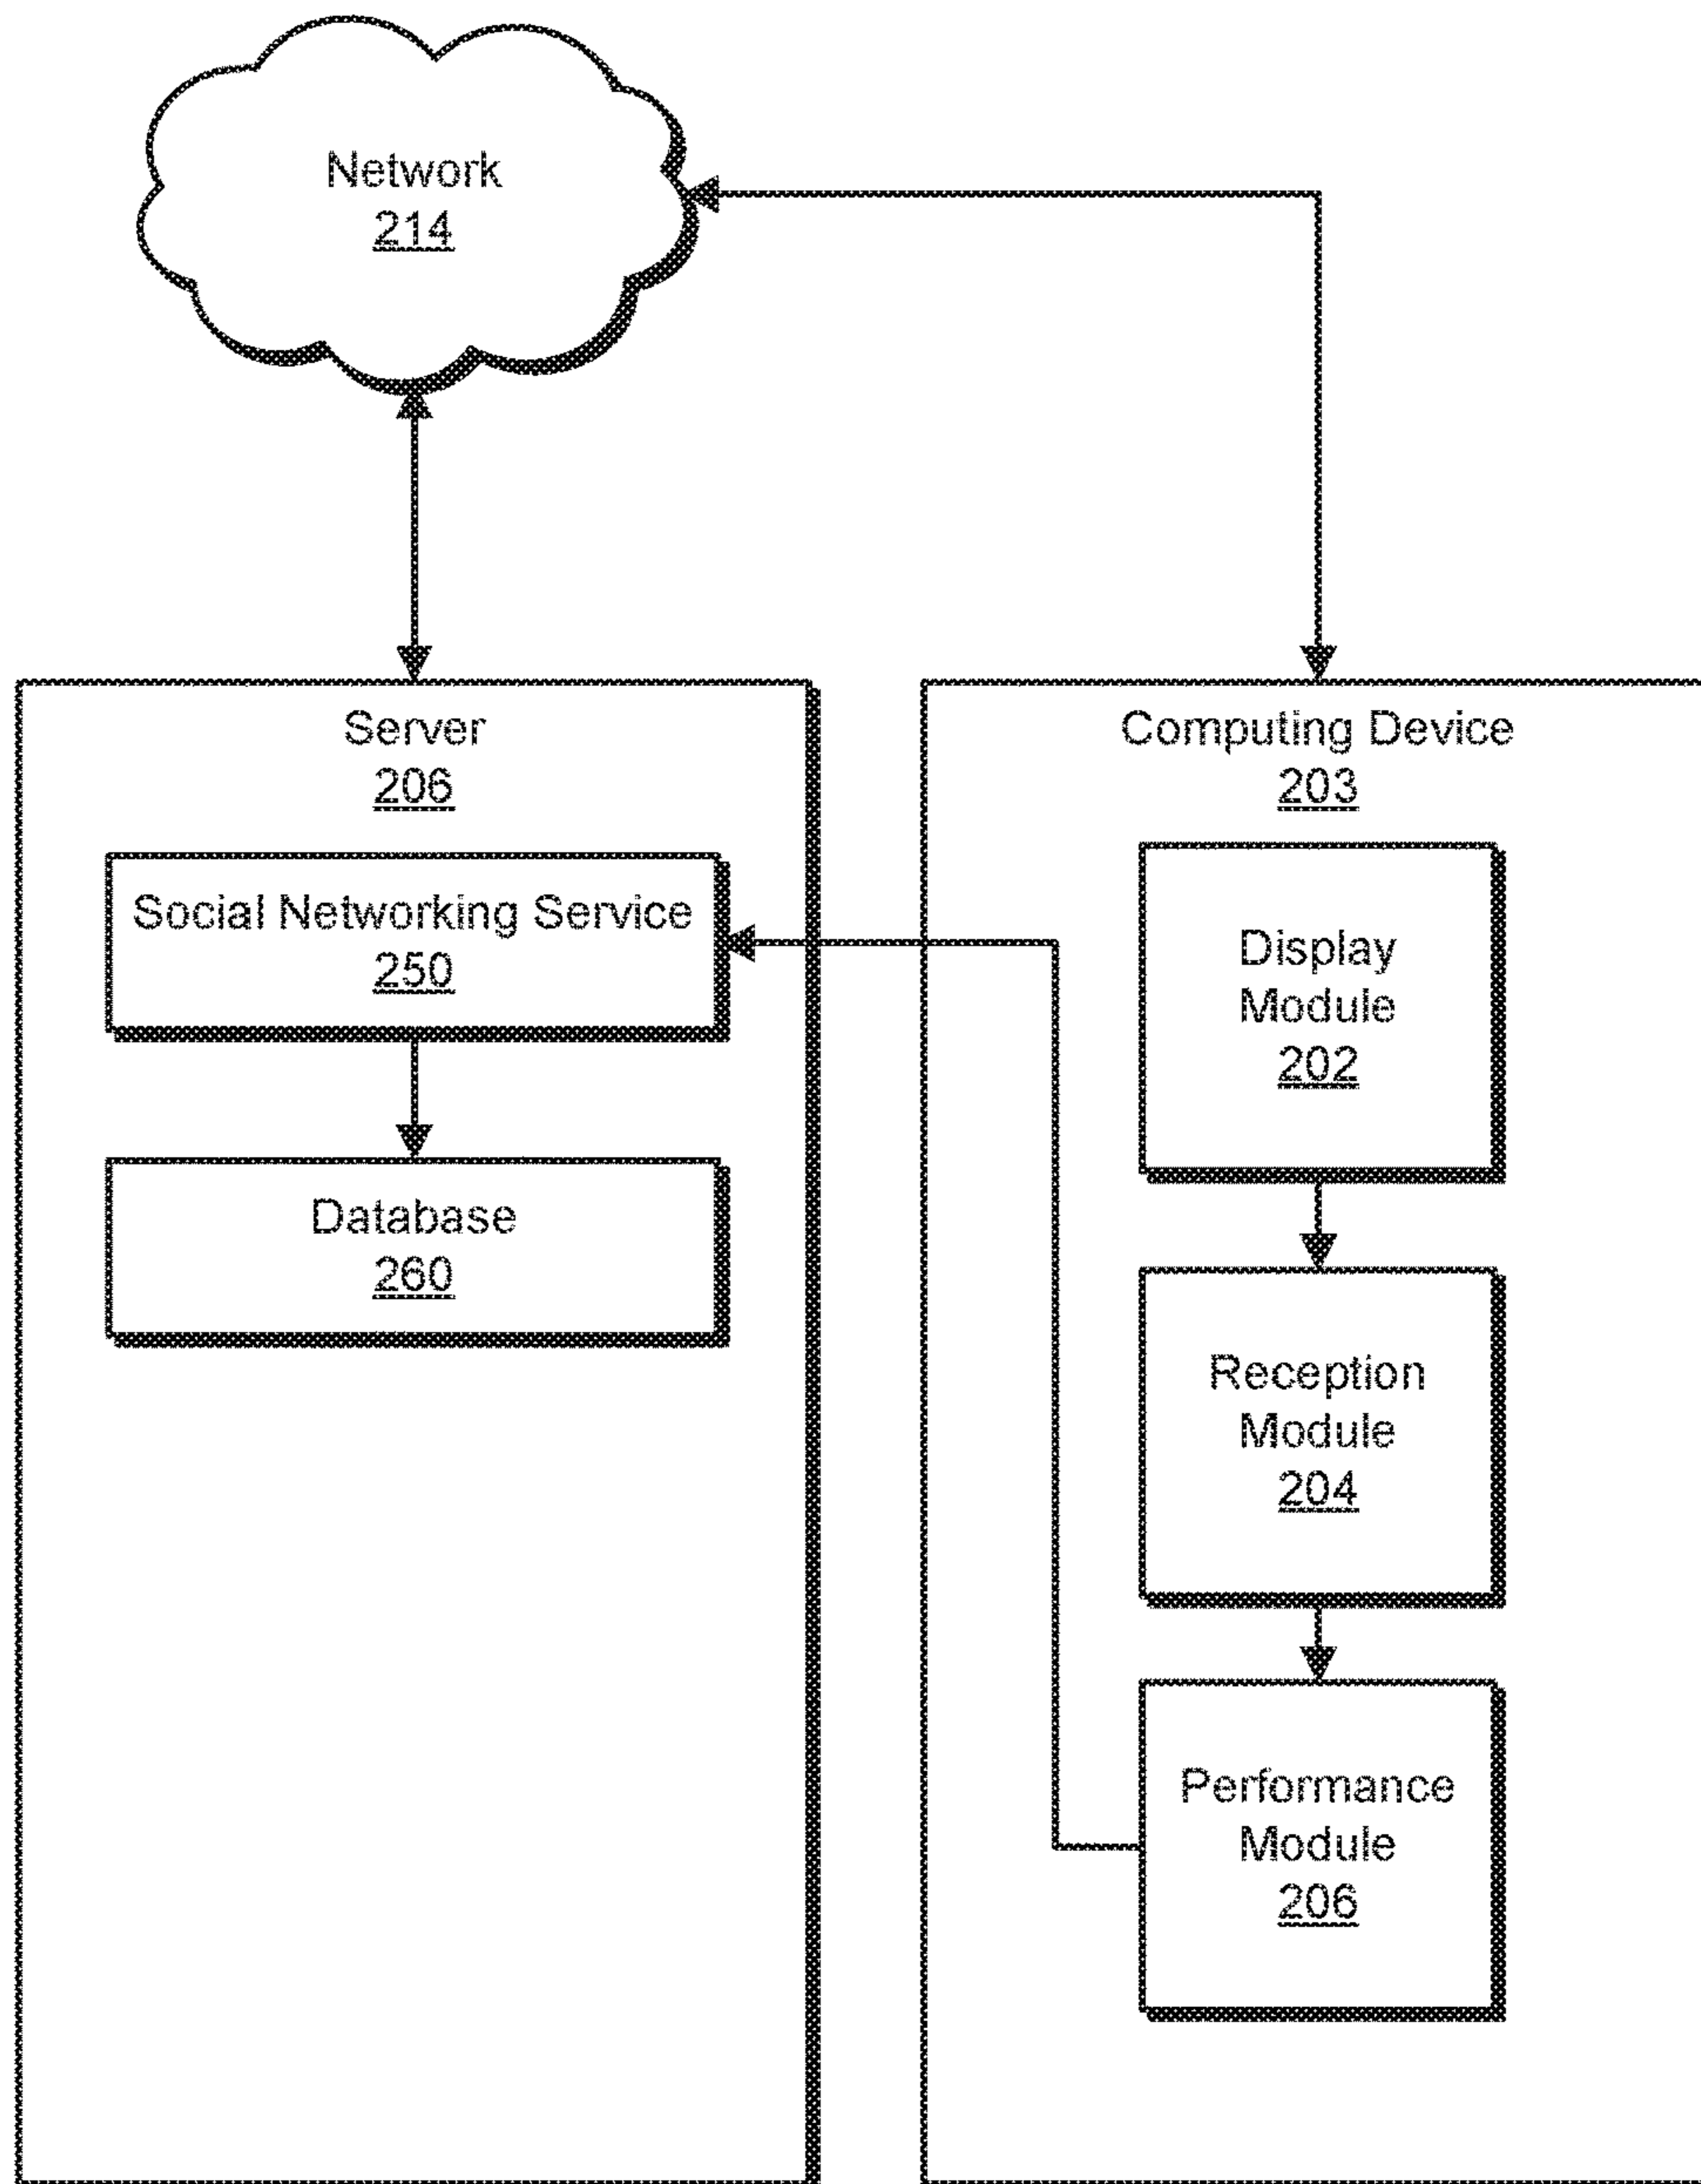 Network
214
Server
206
Social Networking Service
250
Database
260
Computing Device
203
Display
Module
202
Reception
Module
204
Performance
Module
206